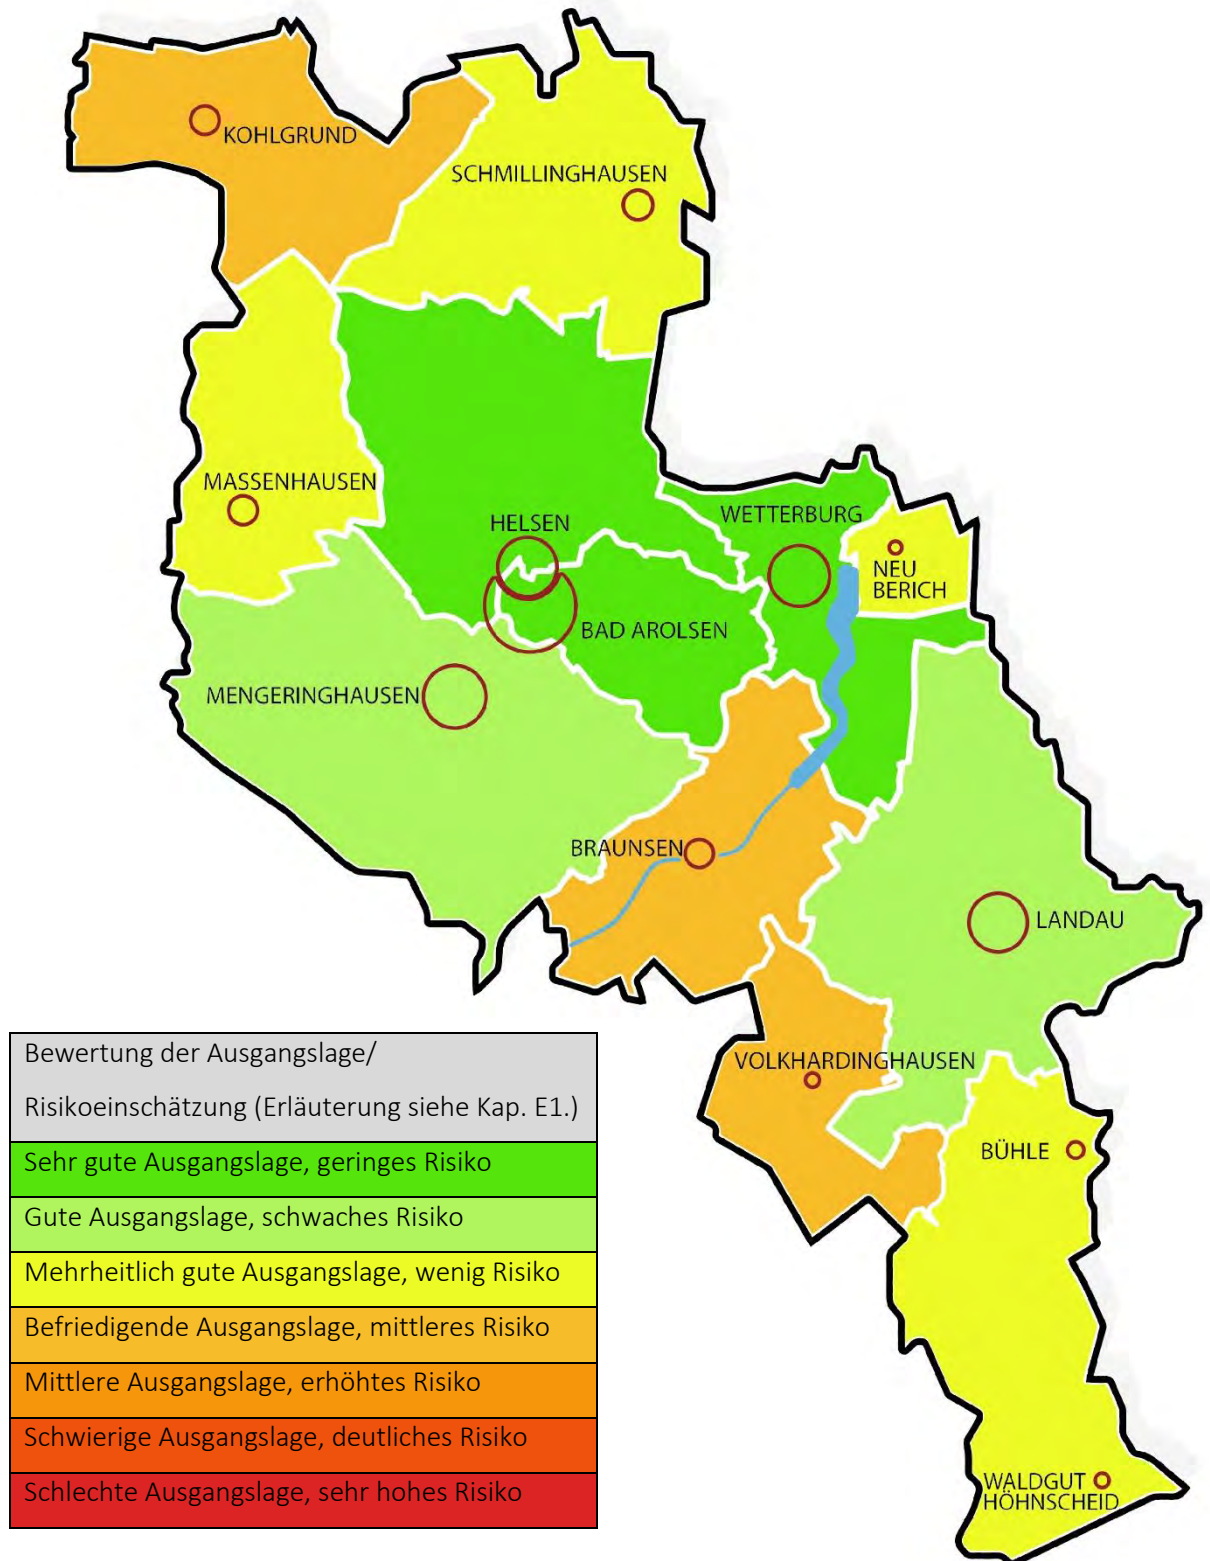 KOHLGRUND
SCHMILLINGHAUSEN
MASSENHAUSEN
HELSEN
WETTERBURG
NEU
BERICH
BAD AROLSEN
MENGERINGHAUSEN
BRAUNSEN
LANDAU
VOLKHARDINGHAUSEN
BÜHLE
WALDGUT
HÖHNSCHEID
Bewertung der Ausgangslage/
Risikoeinschätzung (Erläuterung siehe Kap. E1.)
Sehr gute Ausgangslage, geringes Risiko
Gute Ausgangslage, schwaches Risiko
Mehrheitlich gute Ausgangslage, wenig Risiko
Befriedigende Ausgangslage, mittleres Risiko
Mittlere Ausgangslage, erhöhtes Risiko
Schwierige Ausgangslage, deutliches Risiko
Schlechte Ausgangslage, sehr hohes Risiko